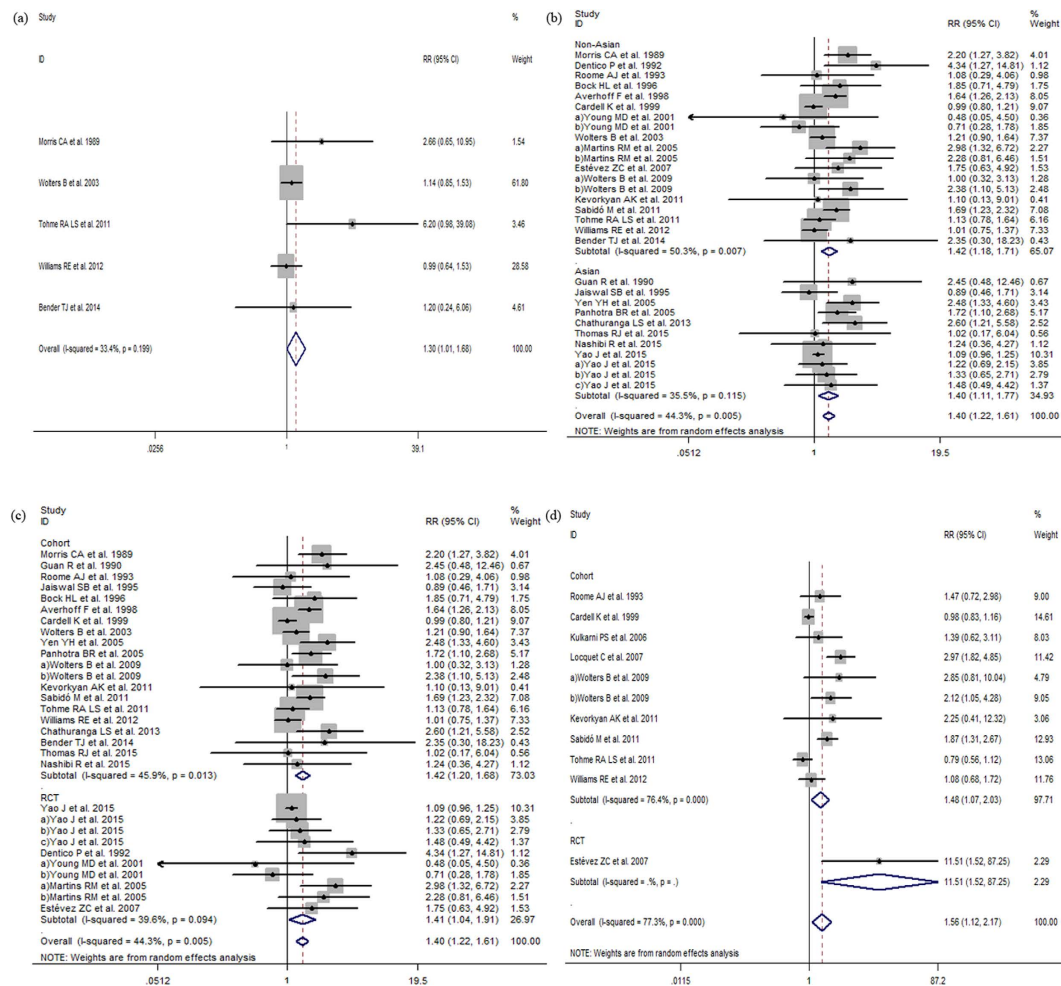 (a)
Study %
ID RR (95% CI) Weight
Morris CA et al. 1989 2.66 (0.65, 10.95) 1.54
Wolters B et al. 2003 1.14 (0.85, 1.53) 61.80
Tohme RA LS et al. 2011 6.20 (0.98, 39.08) 3.46
Williams RE et al. 2012 0.99 (0.64, 1.53) 28.58
Bender TJ et al. 2014 1.20 (0.24, 6.06) 4.61
Overall (I-squared = 33.4%, p = 0.199) 1.30 (1.01, 1.68) 100.00
.0256 1 39.1
(b)
Study %
ID RR (95% CI) Weight
Non-Asian
Morris CA et al. 1989 2.20 (1.27, 3.82) 4.01
Dentico P et al. 1992 4.34 (1.27, 14.81) 1.12
Roome AJ et al. 1993 1.08 (0.29, 4.06) 0.98
Bock HL et al. 1996 1.85 (0.71, 4.79) 1.75
Averhoff F et al. 1998 1.64 (1.26, 2.13) 8.05
Cardell K et al. 1999 0.99 (0.80, 1.21) 9.07
a)Young MD et al. 2001 0.48 (0.05, 4.50) 0.36
b)Young MD et al. 2001 0.71 (0.28, 1.78) 1.85
Wolters B et al. 2003 1.21 (0.90, 1.64) 7.37
a)Martins RM et al. 2005 2.98 (1.32, 6.72) 2.27
b)Martins RM et al. 2005 2.28 (0.81, 6.46) 1.51
Estévez ZC et al. 2007 1.75 (0.63, 4.92) 1.53
a)Wolters B et al. 2009 1.00 (0.32, 3.13) 1.28
b)Wolters B et al. 2009 2.38 (1.10, 5.13) 2.48
Kevorkyan AK et al. 2011 1.10 (0.13, 9.01) 0.41
Sabidó M et al. 2011 1.69 (1.23, 2.32) 7.08
Tohme RA LS et al. 2011 1.13 (0.78, 1.64) 6.16
Williams RE et al. 2012 1.01 (0.75, 1.37) 7.33
Bender TJ et al. 2014 2.35 (0.30, 18.23) 0.43
Subtotal (I-squared = 50.3%, p = 0.007) 1.42 (1.18, 1.71) 65.07
.
Asian
Guan R et al. 1990 2.45 (0.48, 12.46) 0.67
Jaiswal SB et al. 1995 0.89 (0.46, 1.71) 3.14
Yen YH et al. 2005 2.48 (1.33, 4.60) 3.43
Panhotra BR et al. 2005 1.72 (1.10, 2.68) 5.17
Chathuranga LS et al. 2013 2.60 (1.21, 5.58) 2.52
Thomas RJ et al. 2015 1.02 (0.17, 6.04) 0.56
Nashibi R et al. 2015 1.24 (0.36, 4.27) 1.12
Yao J et al. 2015 1.09 (0.96, 1.25) 10.31
a)Yao J et al. 2015 1.22 (0.69, 2.15) 3.85
b)Yao J et al. 2015 1.33 (0.65, 2.71) 2.79
c)Yao J et al. 2015 1.48 (0.49, 4.42) 1.37
Subtotal (I-squared = 35.5%, p = 0.115) 1.40 (1.11, 1.77) 34.93
.
Overall (I-squared = 44.3%, p = 0.005) 1.40 (1.22, 1.61) 100.00
NOTE: Weights are from random effects analysis
.0512 1 19.5
(c)
Study %
ID RR (95% CI) Weight
Cohort
Morris CA et al. 1989 2.20 (1.27, 3.82) 4.01
Guan R et al. 1990 2.45 (0.48, 12.46) 0.67
Roome AJ et al. 1993 1.08 (0.29, 4.06) 0.98
Jaiswal SB et al. 1995 0.89 (0.46, 1.71) 3.14
Bock HL et al. 1996 1.85 (0.71, 4.79) 1.75
Averhoff F et al. 1998 1.64 (1.26, 2.13) 8.05
Cardell K et al. 1999 0.99 (0.80, 1.21) 9.07
Wolters B et al. 2003 1.21 (0.90, 1.64) 7.37
Yen YH et al. 2005 2.48 (1.33, 4.60) 3.43
Panhotra BR et al. 2005 1.72 (1.10, 2.68) 5.17
a)Wolters B et al. 2009 1.00 (0.32, 3.13) 1.28
b)Wolters B et al. 2009 2.38 (1.10, 5.13) 2.48
Kevorkyan AK et al. 2011 1.10 (0.13, 9.01) 0.41
Sabidó M et al. 2011 1.69 (1.23, 2.32) 7.08
Tohme RA LS et al. 2011 1.13 (0.78, 1.64) 6.16
Williams RE et al. 2012 1.01 (0.75, 1.37) 7.33
Chathuranga LS et al. 2013 2.60 (1.21, 5.58) 2.52
Bender TJ et al. 2014 2.35 (0.30, 18.23) 0.43
Thomas RJ et al. 2015 1.02 (0.17, 6.04) 0.56
Nashibi R et al. 2015 1.24 (0.36, 4.27) 1.12
Subtotal (I-squared = 45.9%, p = 0.013) 1.42 (1.20, 1.68) 73.03
.
RCT
Yao J et al. 2015 1.09 (0.96, 1.25) 10.31
a)Yao J et al. 2015 1.22 (0.69, 2.15) 3.85
b)Yao J et al. 2015 1.33 (0.65, 2.71) 2.79
c)Yao J et al. 2015 1.48 (0.49, 4.42) 1.37
Dentico P et al. 1992 4.34 (1.27, 14.81) 1.12
a)Young MD et al. 2001 0.48 (0.05, 4.50) 0.36
b)Young MD et al. 2001 0.71 (0.28, 1.78) 1.85
a)Martins RM et al. 2005 2.98 (1.32, 6.72) 2.27
b)Martins RM et al. 2005 2.28 (0.81, 6.46) 1.51
Estévez ZC et al. 2007 1.75 (0.63, 4.92) 1.53
Subtotal (I-squared = 39.6%, p = 0.094) 1.41 (1.04, 1.91) 26.97
.
Overall (I-squared = 44.3%, p = 0.005) 1.40 (1.22, 1.61) 100.00
NOTE: Weights are from random effects analysis
.0512 1 19.5
(d)
Study %
ID RR (95% CI) Weight
Cohort
Roome AJ et al. 1993 1.47 (0.72, 2.98) 9.00
Cardell K et al. 1999 0.98 (0.83, 1.16) 14.61
Kulkarni PS et al. 2006 1.39 (0.62, 3.11) 8.01
Locquet C et al. 2007 2.97 (1.82, 4.85) 11.42
a)Wolters B et al. 2009 2.85 (0.81, 10.04) 4.79
b)Wolters B et al. 2009 2.12 (1.05, 4.28) 9.05
Kevorkyan AK et al. 2011 2.25 (0.41, 12.32) 3.06
Sabidó M et al. 2011 1.87 (1.31, 2.67) 12.93
Tohme RA LS et al. 2011 0.79 (0.56, 1.12) 13.06
Williams RE et al. 2012 1.08 (0.68, 1.72) 11.76
Subtotal (I-squared = 76.4%, p = 0.000) 1.48 (1.07, 2.03) 97.71
.
RCT
Estévez ZC et al. 2007 11.51 (1.52, 87.25) 2.29
Subtotal (I-squared = .%, p = .) 11.51 (1.52, 87.25) 2.29
.
Overall (I-squared = 77.3%, p = 0.000) 1.56 (1.12, 2.17) 100.00
NOTE: Weights are from random effects analysis
.0115 1 87.2